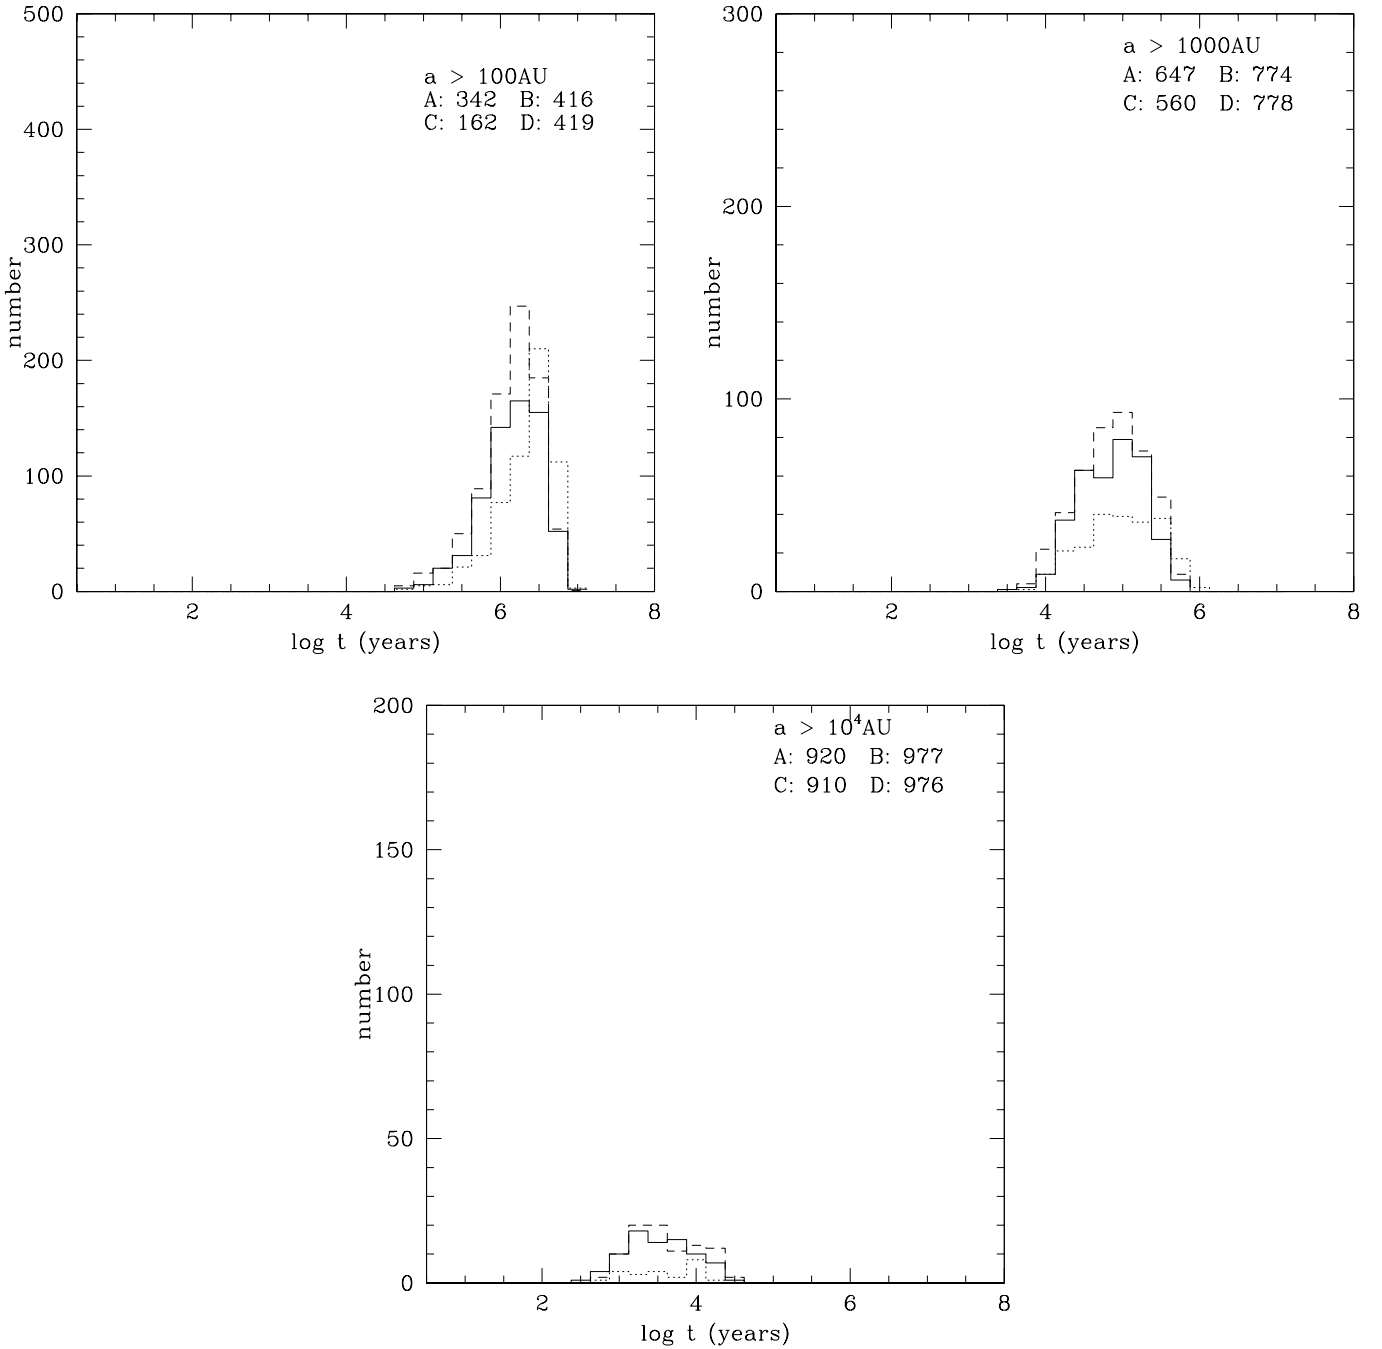 500
400
300
200
100
0
number
a > 100AU
A: 342 B: 416
C: 162 D: 419
2 4 6 8
log t (years)
300
200
100
0
number
a > 1000AU
A: 647 B: 774
C: 560 D: 778
2 4 6 8
log t (years)
200
150
100
50
0
number
a > 10⁴AU
A: 920 B: 977
C: 910 D: 976
2 4 6 8
log t (years)